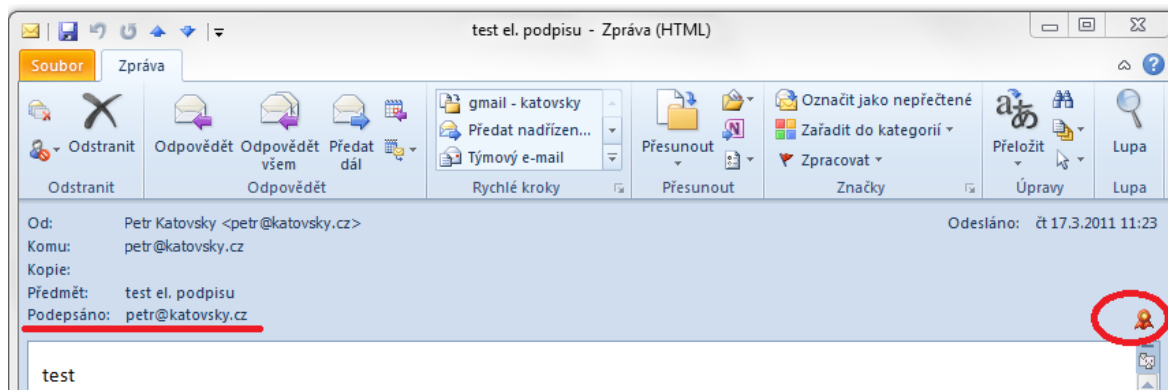 test el. podpisu - Zpráva (HTML)
Soubor Zpráva
gmail - katovsky
Předat nadřízen...
Týmový e-mail
Označit jako nepřečtené
Zařadit do kategorií
Zpracovat
Odstranit
Odpovědět Odpovědět Předat
všem dál
Přesunout
Přeložit
Lupa
Odstranit Odpovědět Rychlé kroky Přesunout Značky Úpravy Lupa
Od: Petr Katovsky <petr@katovsky.cz> Odesláno: čt 17.3.2011 11:23
Komu: petr@katovsky.cz
Kopie:
Předmět: test el. podpisu
Podepsáno: petr@katovsky.cz
test